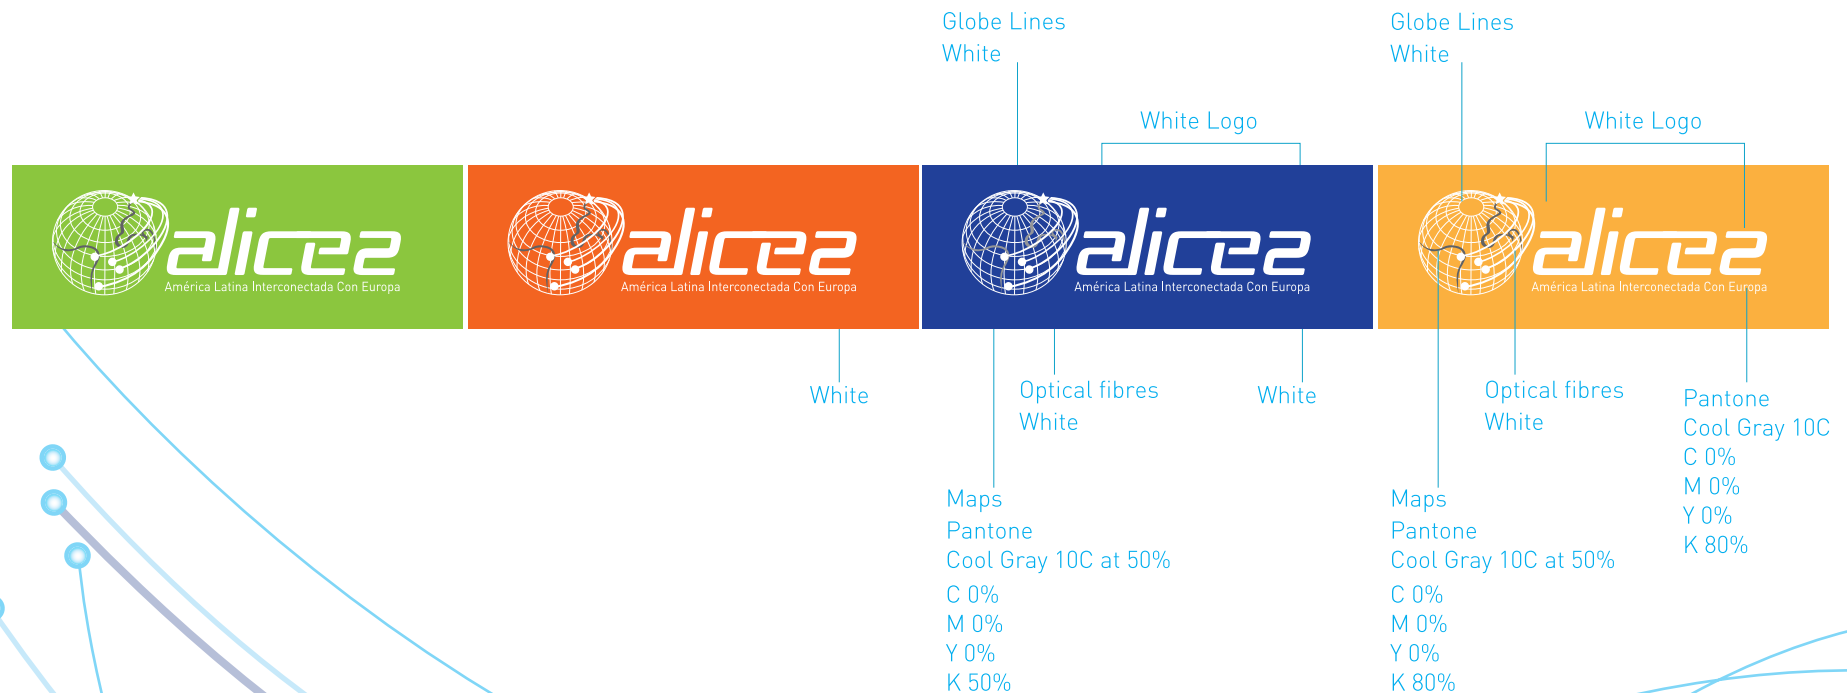 Globe Lines
White
White Logo
Globe Lines
White
White Logo
alice2
América Latina Interconectada Con Europa
alice2
América Latina Interconectada Con Europa
alice2
América Latina Interconectada Con Europa
alice2
América Latina Interconectada Con Europa
White
Optical fibres
White
White
Optical fibres
White
Pantone
Cool Gray 10C
C 0%
M 0%
Y 0%
K 80%
Maps
Pantone
Cool Gray 10C at 50%
C 0%
M 0%
Y 0%
K 50%
Maps
Pantone
Cool Gray 10C at 50%
C 0%
M 0%
Y 0%
K 80%